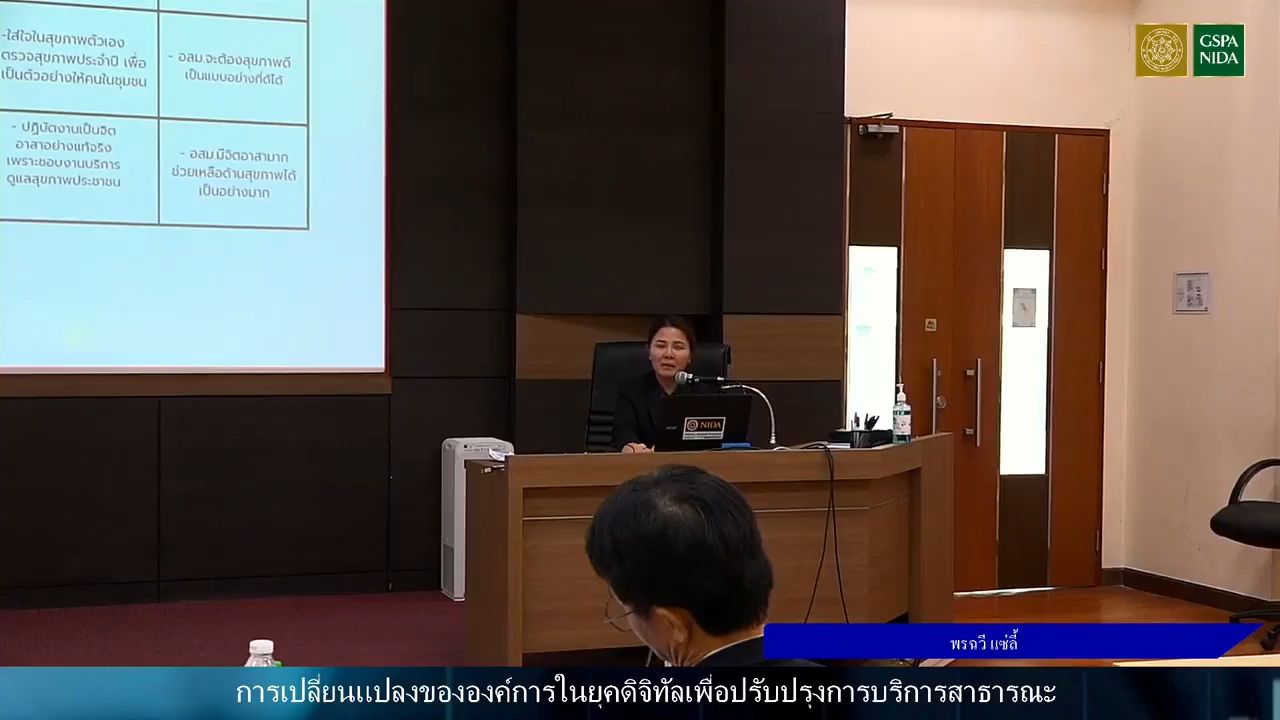 -ใส่ใจในสุขภาพตัวเอง
ตรวจสุขภาพประจำปี เพื่อ
เป็นตัวอย่างให้คนในชุมชน
- อสม.จะต้องสุขภาพดี
เป็นแบบอย่างที่ดีได้
- ปฏิบัติงานเป็นจิต
อาสาอย่างแท้จริง
เพราะชอบงานบริการ
ดูแลสุขภาพประชาชน
- อสม.มีจิตอาสามาก
ช่วยเหลือด้านสุขภาพได้
เป็นอย่างมาก
GSPA
NIDA
NIDA
พรฉวี แซ่ลี้
การเปลี่ยนแปลงขององค์การในยุคดิจิทัลเพื่อปรับปรุงการบริการสาธารณะ